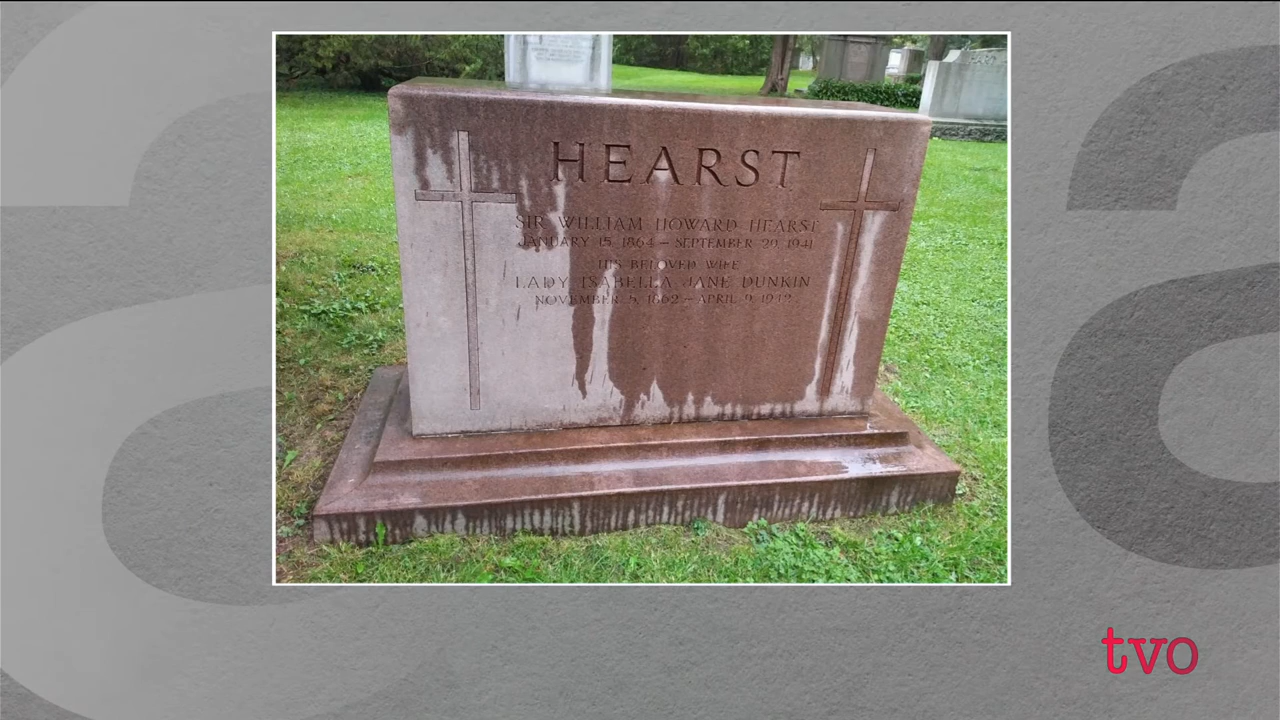 HEARST
SIR WILLIAM HOWARD HEARST
JANUARY 15, 1864 – SEPTEMBER 29, 1941
HIS BELOVED WIFE
LADY ISABELLA JANE DUNKIN
NOVEMBER 5, 1862 – APRIL 9, 1942
tvo